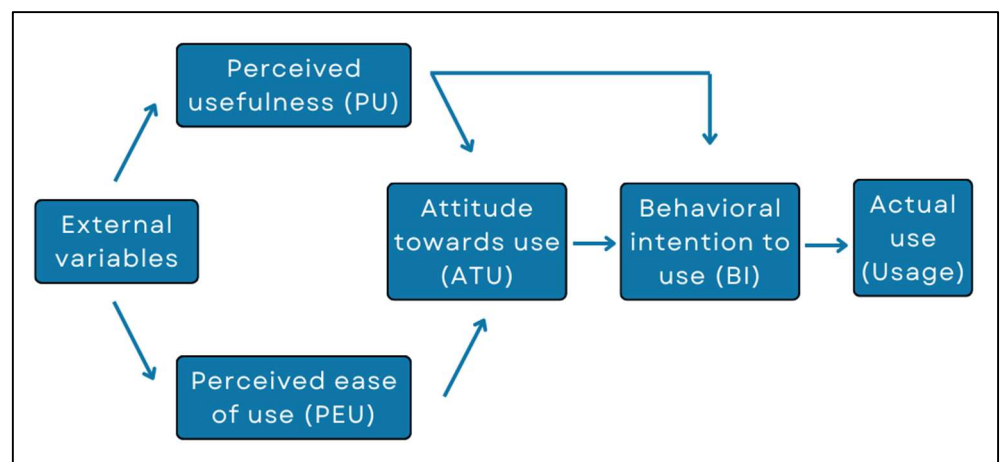 Perceived
usefulness (PU)
External
variables
Attitude
towards use
(ATU)
Behavioral
intention to
use (BI)
Actual
use
(Usage)
Perceived ease
of use (PEU)